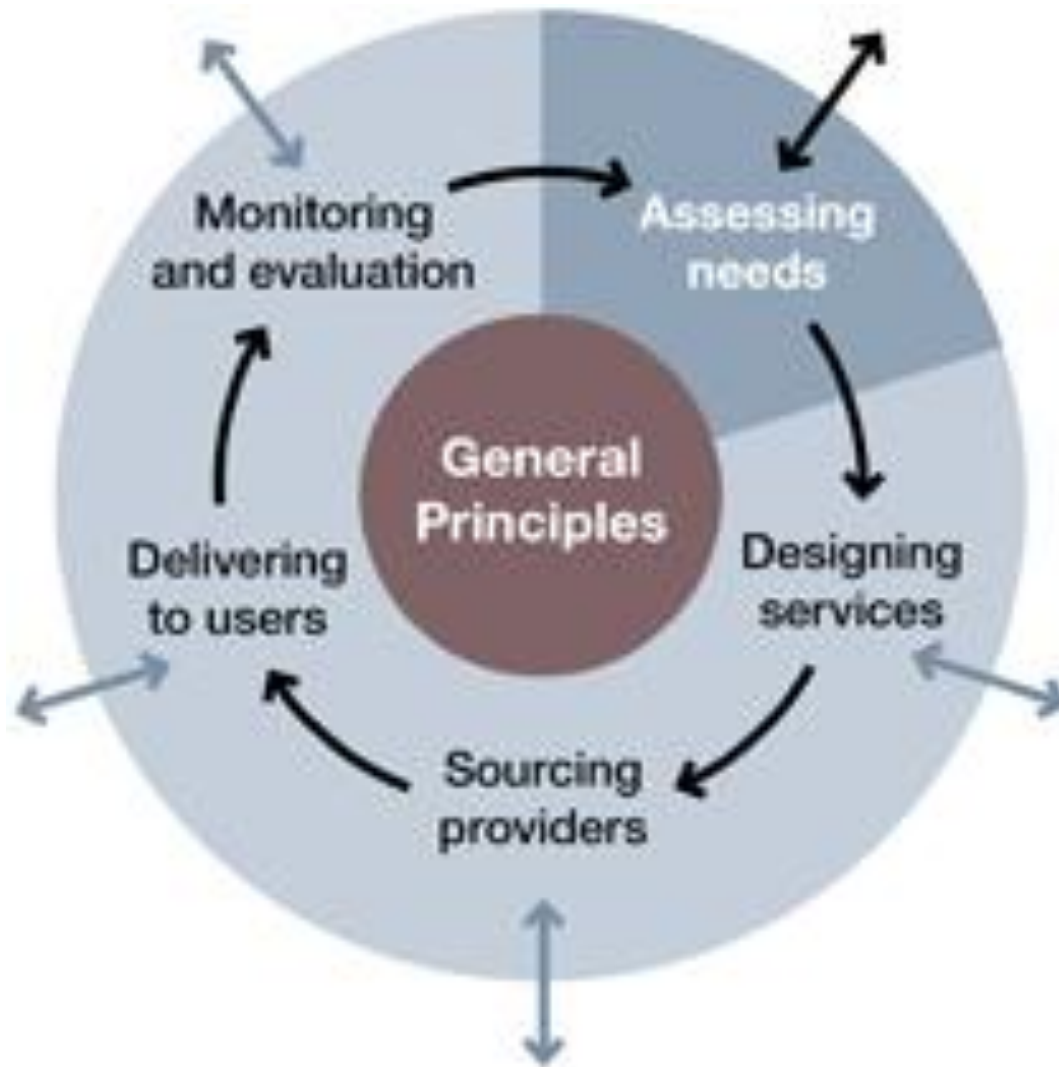 Monitoring
and evaluation
Assessing
needs
General
Principles
Designing
services
Delivering
to users
Sourcing
providers